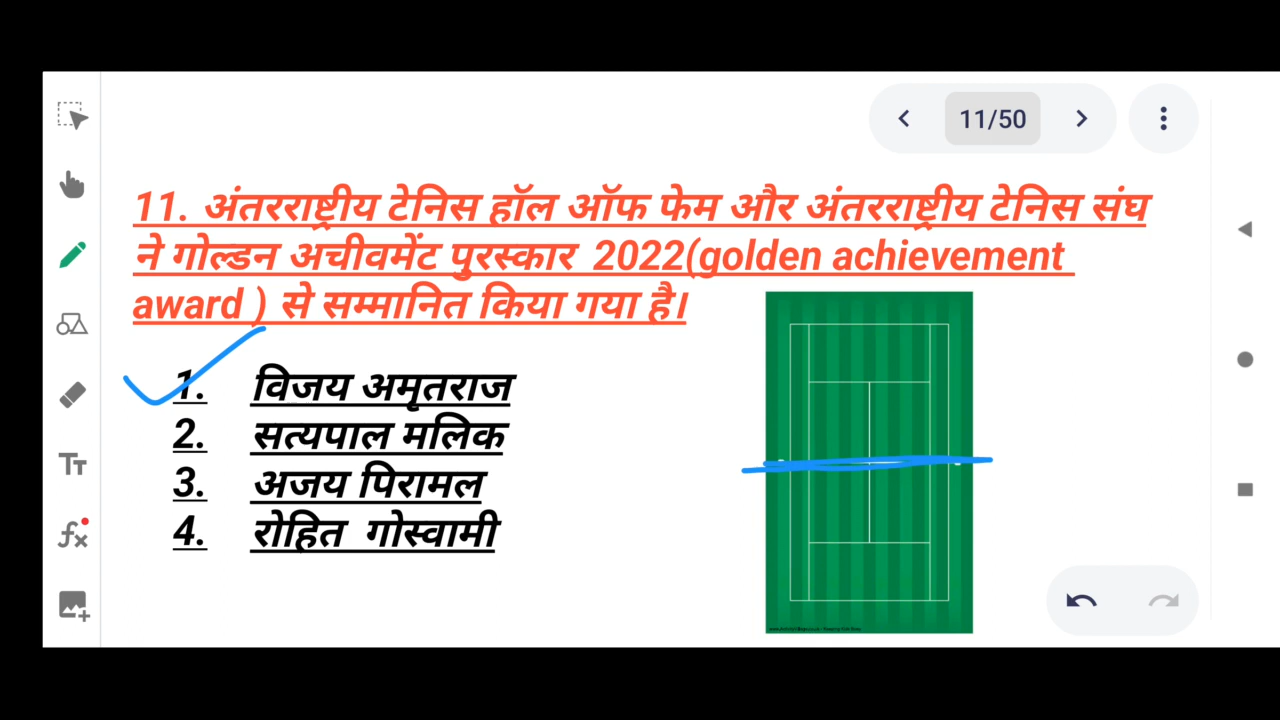 11/50
11. अंतरराष्ट्रीय टेनिस हॉल ऑफ फेम और अंतरराष्ट्रीय टेनिस संघ
ने गोल्डन अचीवमेंट पुरस्कार 2022(golden achievement
award ) से सम्मानित किया गया है।
1. विजय अमृतराज
2. सत्यपाल मलिक
3. अजय पिरामल
4. रोहित गोस्वामी